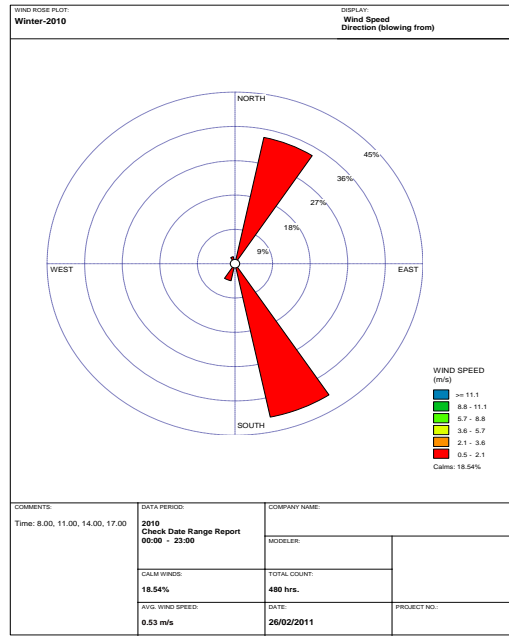 WIND ROSE PLOT:
Winter-2010
DISPLAY:
Wind Speed
Direction (blowing from)
NORTH
45%
36%
27%
18%
9%
WEST
EAST
SOUTH
WIND SPEED
(m/s)
>= 11.1
8.8 - 11.1
5.7 - 8.8
3.6 - 5.7
2.1 - 3.6
0.5 - 2.1
Calms: 18.54%
COMMENTS:
Time: 8.00, 11.00, 14.00, 17.00
DATA PERIOD:
2010
Check Date Range Report
00:00 - 23:00
COMPANY NAME:
MODELER:
CALM WINDS:
18.54%
TOTAL COUNT:
480 hrs.
AVG. WIND SPEED:
0.53 m/s
DATE:
26/02/2011
PROJECT NO.: